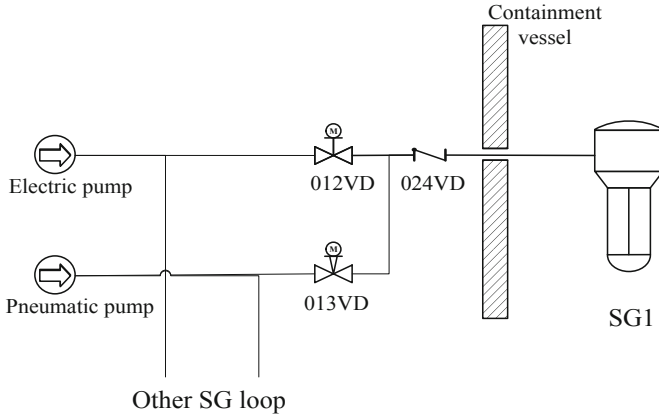 Containment
vessel
M
Electric pump
012VD
024VD
M
Pneumatic pump
013VD
SG1
Other SG loop